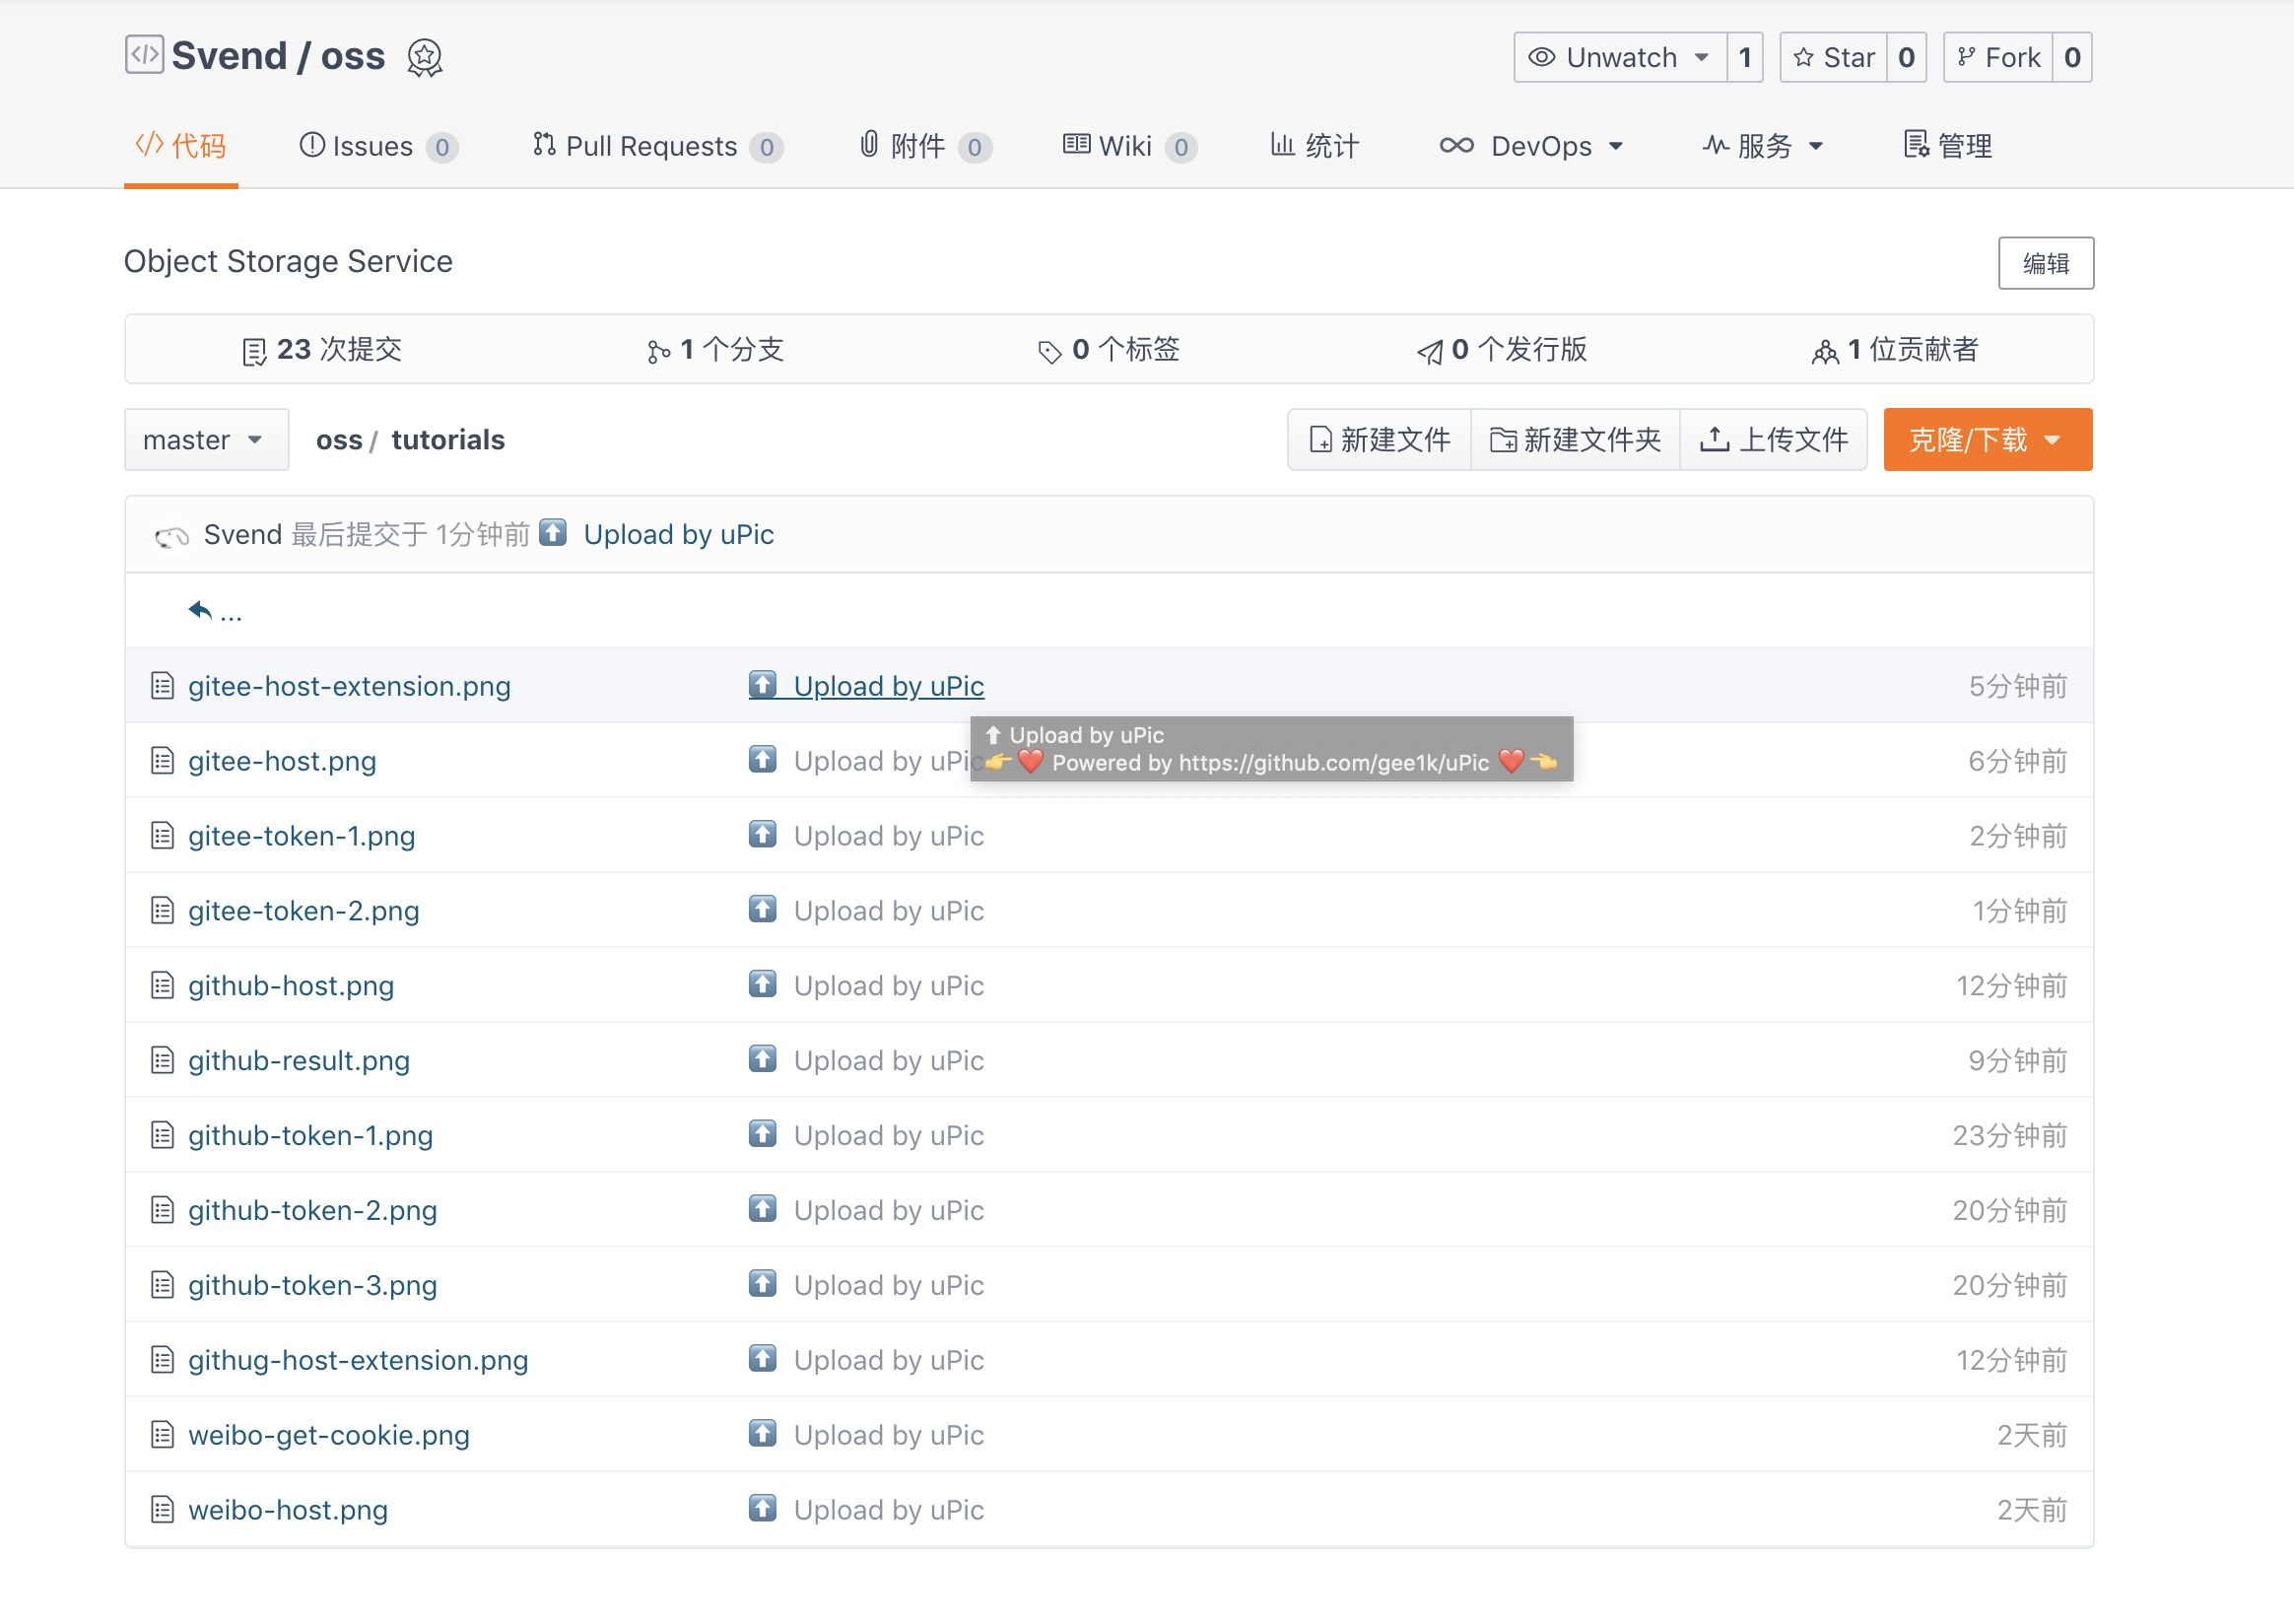 Svend / oss
Unwatch 1 Star 0 Fork 0
代码 Issues 0 Pull Requests 0 附件 0 Wiki 0 统计 DevOps 服务 管理
Object Storage Service
编辑
23 次提交 1 个分支 0 个标签 0 个发行版 1 位贡献者
master oss / tutorials 新建文件 新建文件夹 上传文件 克隆/下载
Svend 最后提交于 1分钟前 ⬆️ Upload by uPic
...
gitee-host-extension.png ⬆️ Upload by uPic 5分钟前
⬆ Upload by uPic
👉❤️ Powered by https://github.com/gee1k/uPic ❤️👈
gitee-host.png ⬆️ Upload by uPic 6分钟前
gitee-token-1.png ⬆️ Upload by uPic 2分钟前
gitee-token-2.png ⬆️ Upload by uPic 1分钟前
github-host.png ⬆️ Upload by uPic 12分钟前
github-result.png ⬆️ Upload by uPic 9分钟前
github-token-1.png ⬆️ Upload by uPic 23分钟前
github-token-2.png ⬆️ Upload by uPic 20分钟前
github-token-3.png ⬆️ Upload by uPic 20分钟前
githug-host-extension.png ⬆️ Upload by uPic 12分钟前
weibo-get-cookie.png ⬆️ Upload by uPic 2天前
weibo-host.png ⬆️ Upload by uPic 2天前